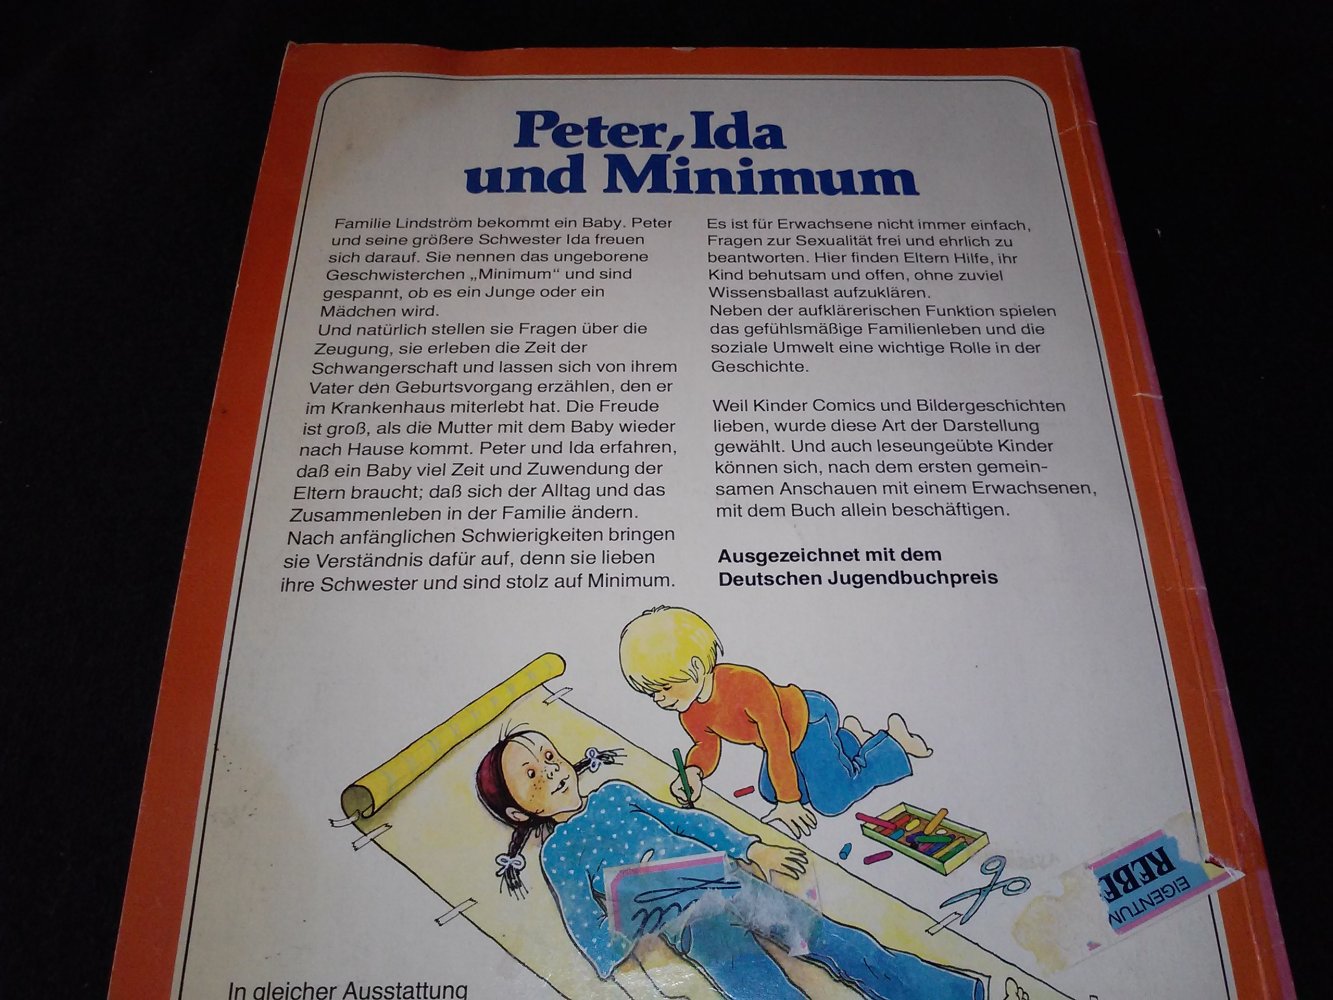 Peter, Ida
und Minimum
Familie Lindström bekommt ein Baby. Peter
und seine größere Schwester Ida freuen
sich darauf. Sie nennen das ungeborene
Geschwisterchen „Minimum“ und sind
gespannt, ob es ein Junge oder ein
Mädchen wird.
Und natürlich stellen sie Fragen über die
Zeugung, sie erleben die Zeit der
Schwangerschaft und lassen sich von ihrem
Vater den Geburtsvorgang erzählen, den er
im Krankenhaus miterlebt hat. Die Freude
ist groß, als die Mutter mit dem Baby wieder
nach Hause kommt. Peter und Ida erfahren,
daß ein Baby viel Zeit und Zuwendung der
Eltern braucht; daß sich der Alltag und das
Zusammenleben in der Familie ändern.
Nach anfänglichen Schwierigkeiten bringen
sie Verständnis dafür auf, denn sie lieben
ihre Schwester und sind stolz auf Minimum.
Es ist für Erwachsene nicht immer einfach,
Fragen zur Sexualität frei und ehrlich zu
beantworten. Hier finden Eltern Hilfe, ihr
Kind behutsam und offen, ohne zuviel
Wissensballast aufzuklären.
Neben der aufklärerischen Funktion spielen
das gefühlsmäßige Familienleben und die
soziale Umwelt eine wichtige Rolle in der
Geschichte.
Weil Kinder Comics und Bildergeschichten
lieben, wurde diese Art der Darstellung
gewählt. Und auch leseungeübte Kinder
können sich, nach dem ersten gemein-
samen Anschauen mit einem Erwachsenen,
mit dem Buch allein beschäftigen.
Ausgezeichnet mit dem
Deutschen Jugendbuchpreis
EIGENTUM
REBE
In gleicher Ausstattung